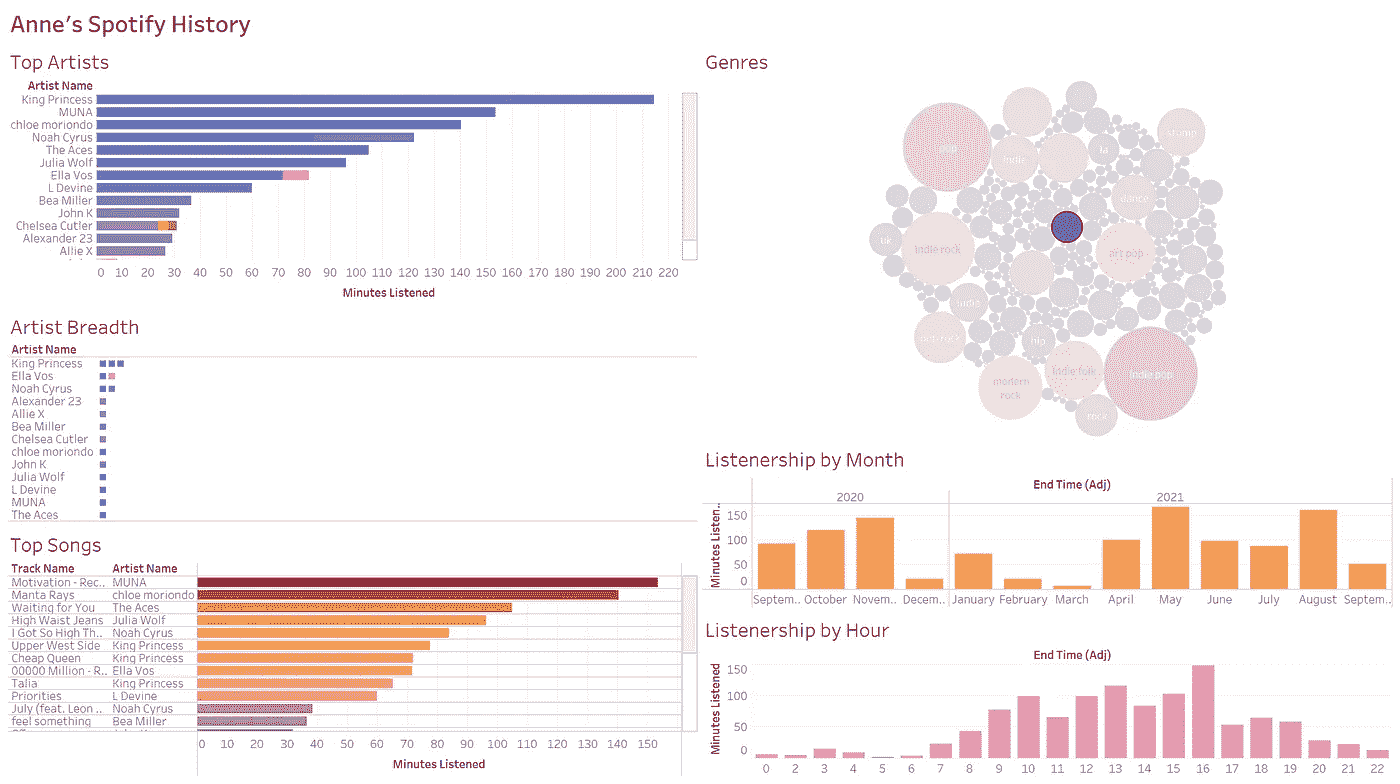 Anne's Spotify History
Top Artists
Artist Name
King Princess
MUNA
chloe moriondo
Noah Cyrus
The Aces
Julia Wolf
Ella Vos
L Devine
Bea Miller
John K
Chelsea Cutler
Alexander 23
Allie X
0 10 20 30 40 50 60 70 80 90 100 110 120 130 140 150 160 170 180 190 200 210 220
Minutes Listened
Artist Breadth
Artist Name
King Princess
Ella Vos
Noah Cyrus
Alexander 23
Allie X
Bea Miller
Chelsea Cutler
chloe moriondo
John K
Julia Wolf
L Devine
MUNA
The Aces
Top Songs
Track Name Artist Name
Motivation - Rec.. MUNA
Manta Rays chloe moriondo
Waiting for You The Aces
High Waist Jeans Julia Wolf
I Got So High Th.. Noah Cyrus
Upper West Side King Princess
Cheap Queen King Princess
00000 Million - R.. Ella Vos
Talia King Princess
Priorities L Devine
July (feat. Leon .. Noah Cyrus
feel something Bea Miller
0 10 20 30 40 50 60 70 80 90 100 110 120 130 140 150
Minutes Listened
Genres
stomp
indie
la
dance
uk
indie rock
art pop
indie
pop rock
hip
indie folk
indie pop
modern
rock
rock
Listenership by Month
End Time (Adj)
2020 2021
Minutes Listen..
150
100
50
0
Septem.. October Novem.. Decem.. January February March April May June July August Septem..
Listenership by Hour
End Time (Adj)
Minutes Listened
150
100
50
0
0 2 3 4 5 6 7 8 9 10 11 12 13 14 15 16 17 18 19 20 21 22